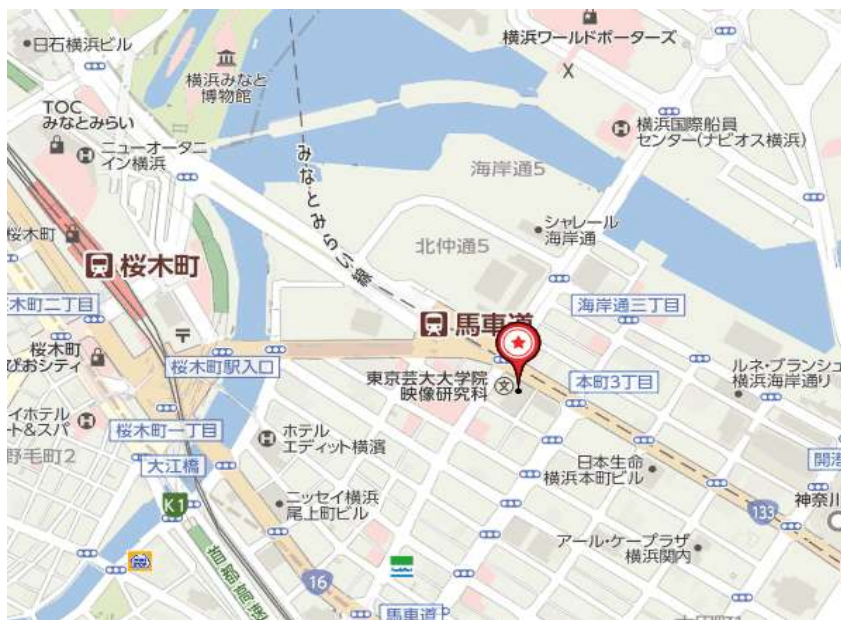 日石横浜ビル
横浜みなと
博物館
横浜ワールドポーターズ
TOC
みなとみらい
ニューオータニ
イン横浜
横浜国際船員
センター(ナビオス横浜)
みなとみらい線
海岸通5
シャレール
海岸通
北仲通5
桜木町
桜木町
海岸通三丁目
桜木町二丁目
馬車道
桜木町
ぴおシティ
桜木町駅入口
東京芸大大学院
映像研究科
本町3丁目
ルネ・ブランシュ
横浜海岸通り
イホテル
ート&スパ
桜木町一丁目
野毛町2
大江橋
ホテル
エディット横濱
日本生命
横浜本町ビル
K1
ニッセイ横浜
尾上町ビル
133
神奈川
アール・ケープラザ
横浜関内
16
FamilyMart
馬車道